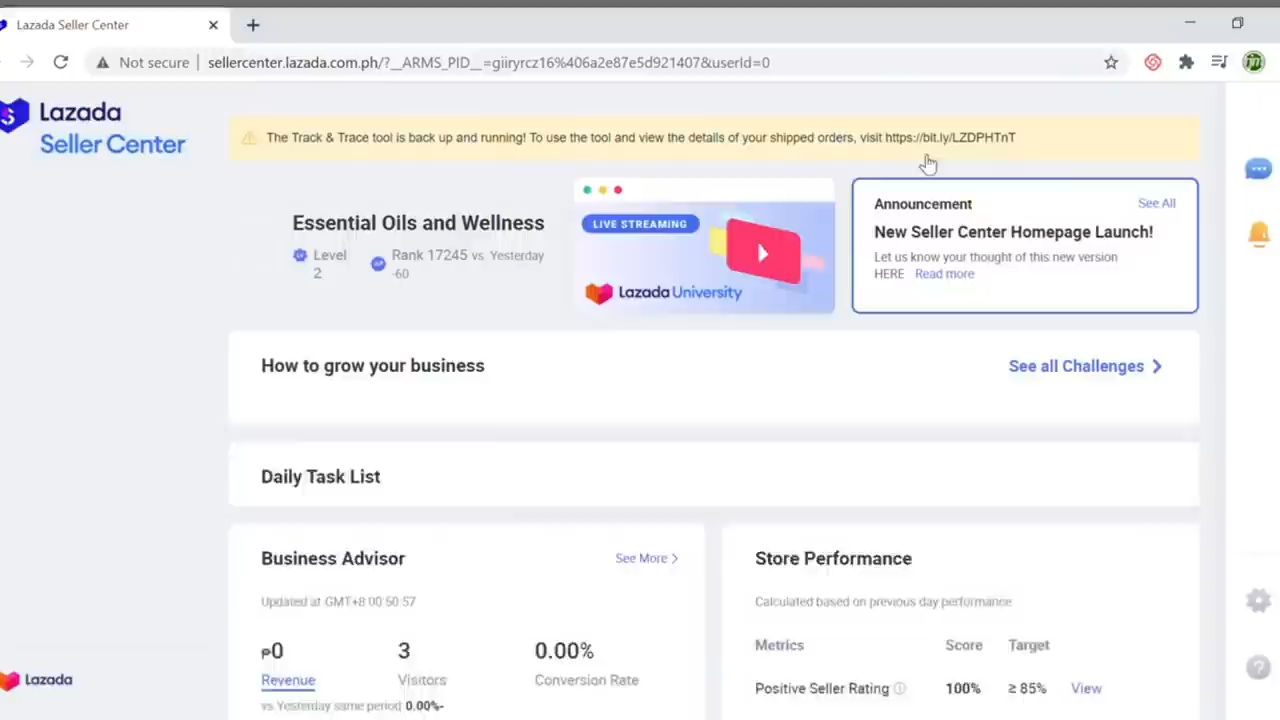 Lazada Seller Center
Not secure
sellercenter.lazada.com.ph/?__ARMS_PID__=giiryrcz16%406a2e87e5d921407&userId=0
Lazada
Seller Center
The Track & Trace tool is back up and running! To use the tool and view the details of your shipped orders, visit https://bit.ly/LZDPHTnT
Essential Oils and Wellness
Level
2
Rank 17245 vs. Yesterday
-60
LIVE STREAMING
Lazada University
Announcement
See All
New Seller Center Homepage Launch!
Let us know your thought of this new version
HERE Read more
How to grow your business
See all Challenges
Daily Task List
Business Advisor
See More
Updated at GMT+8 00:50:57
₱0
3
0.00%
Revenue
Visitors
Conversion Rate
vs Yesterday same period 0.00%-
Store Performance
Calculated based on previous day performance
Metrics Score Target
Positive Seller Rating 100% ≥ 85% View
Lazada